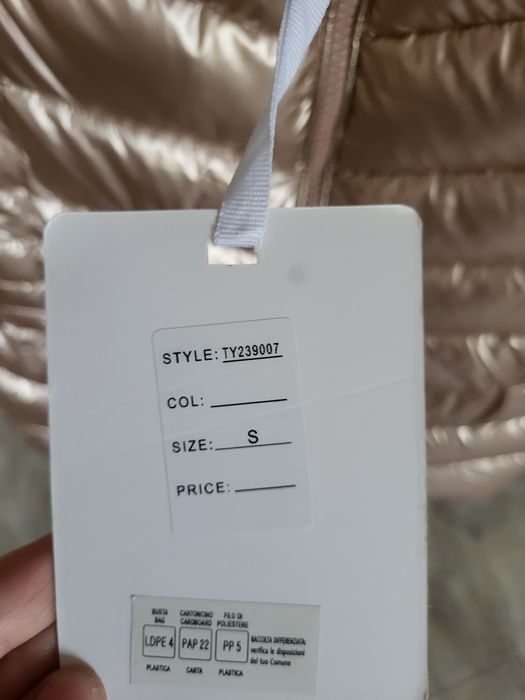 STYLE: TY239007
COL:
SIZE: S
PRICE:
BUSTA BAG
LDPE 4
PLASTICA
CARTONCINO CARDBOARD
PAP 22
CARTA
FILO DI POLIESTERE
PP 5
PLASTICA
RACCOLTA DIFFERENZIATA:
verifica le disposizioni
del tuo Comune